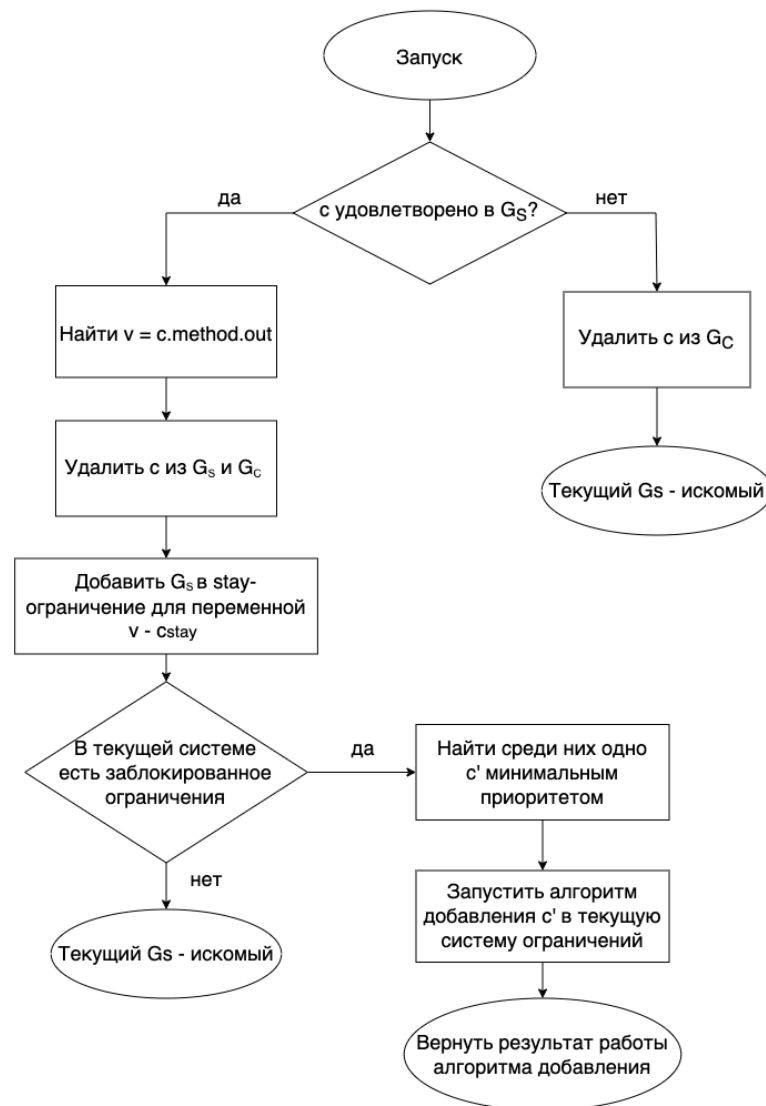 Запуск
с удовлетворено в GS?
да
нет
Найти v = c.method.out
Удалить с из GC
Удалить с из Gs и Gc
Текущий Gs - искомый
Добавить Gs в stay-
ограничение для переменной
v - cstay
В текущей системе
есть заблокированное
ограничения
да
Найти среди них одно
с' минимальным
приоритетом
нет
Запустить алгоритм
добавления с' в текущую
систему ограничений
Текущий Gs - искомый
Вернуть результат работы
алгоритма добавления